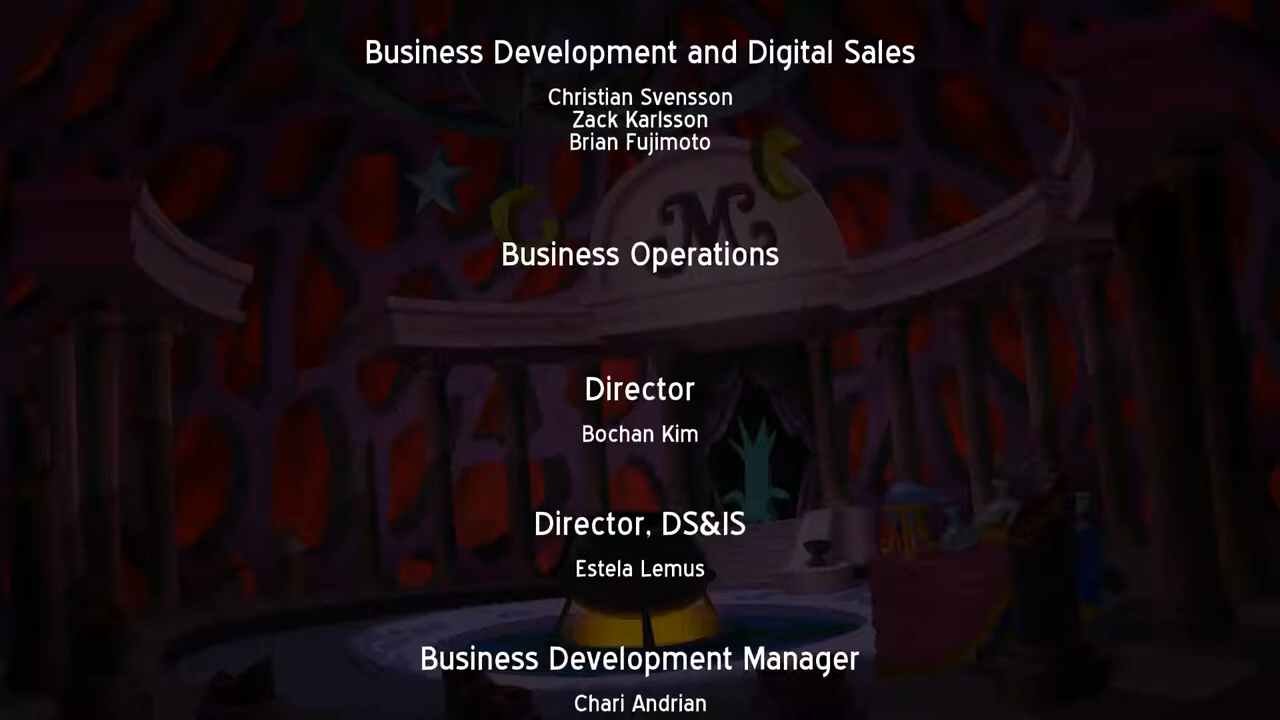 Business Development and Digital Sales
Christian Svensson
Zack Karlsson
Brian Fujimoto
M
Business Operations
Director
Bochan Kim
Director, DS&IS
Estela Lemus
Business Development Manager
Chari Andrian